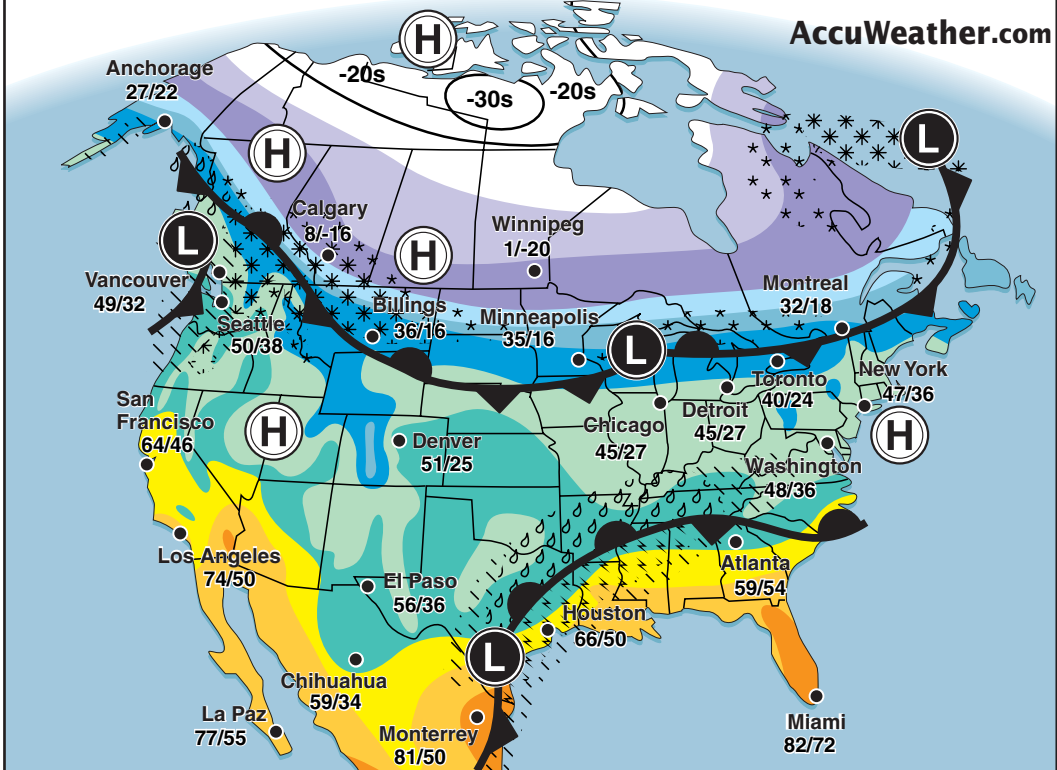 AccuWeather.com
H
-20s
-30s
-20s
Anchorage
27/22
H
L
L
Calgary
8/-16
H
Winnipeg
1/-20
Vancouver
49/32
Seattle
50/38
Billings
36/16
Minneapolis
35/16
L
Montreal
32/18
Toronto
40/24
New York
47/36
H
San
Francisco
64/46
H
Denver
51/25
Chicago
45/27
Detroit
45/27
Washington
48/36
Los Angeles
74/50
El Paso
56/36
Atlanta
59/54
Houston
66/50
L
Chihuahua
59/34
La Paz
77/55
Monterrey
81/50
Miami
82/72